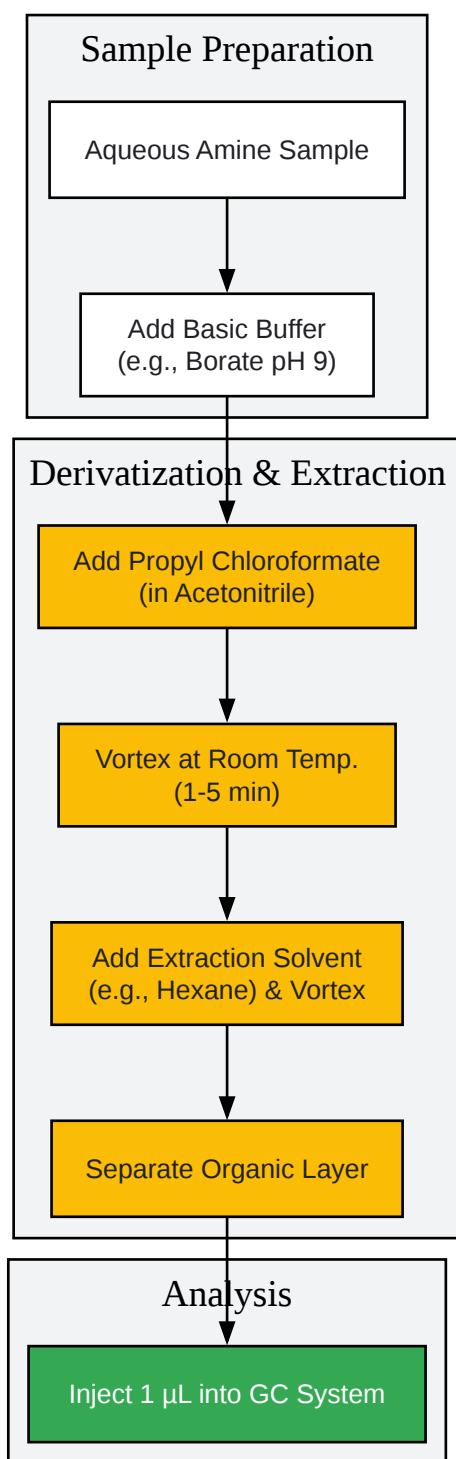 Sample Preparation
Aqueous Amine Sample
Add Basic Buffer
(e.g., Borate pH 9)
Derivatization & Extraction
Add Propyl Chloroformate
(in Acetonitrile)
Vortex at Room Temp.
(1-5 min)
Add Extraction Solvent
(e.g., Hexane) & Vortex
Separate Organic Layer
Analysis
Inject 1 µL into GC System